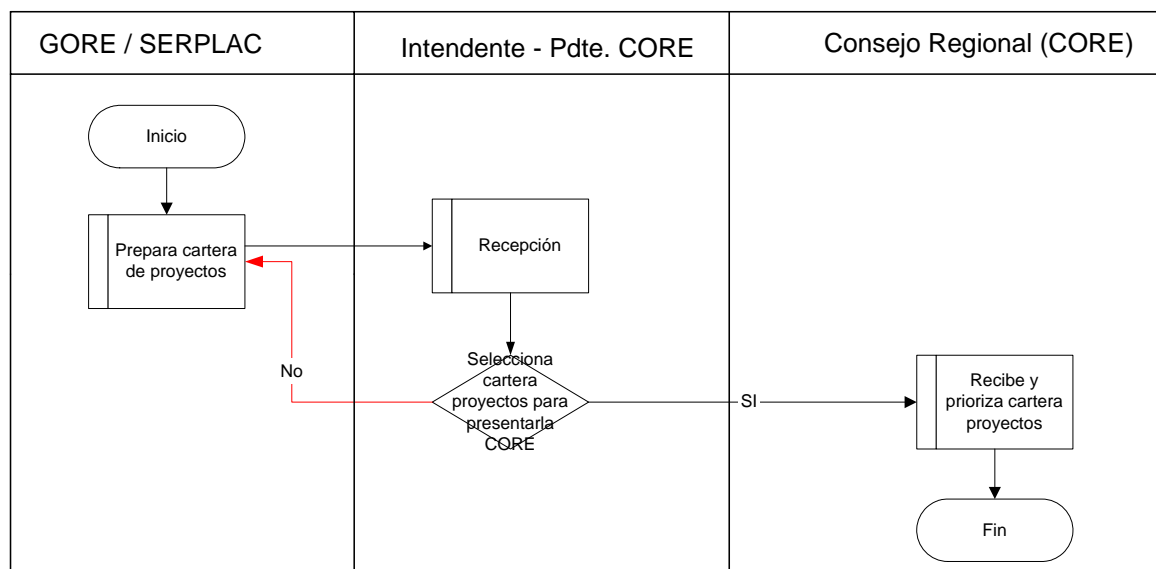 GORE / SERPLAC
Intendente - Pdte. CORE
Consejo Regional (CORE)
Inicio
Prepara cartera
de proyectos
Recepción
No
Selecciona
cartera
proyectos para
presentarla
CORE
SI
Recibe y
prioriza cartera
proyectos
Fin